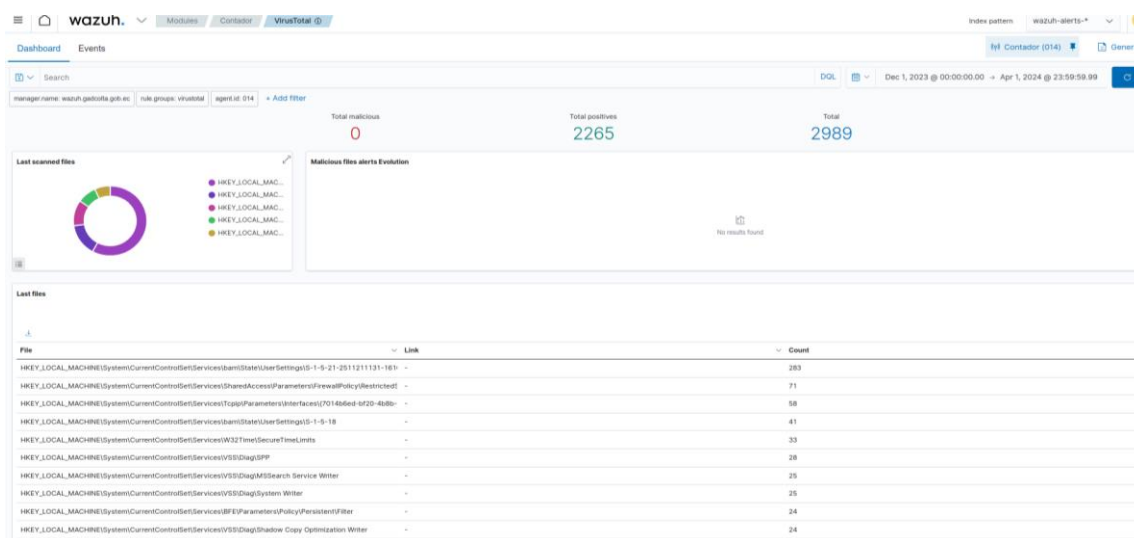 wazuh. Modules Contador VirusTotal Index pattern wazuh-alerts-*
Dashboard Events Contador (014) Gener
Search DQL Dec 1, 2023 @ 00:00:00.00 → Apr 1, 2024 @ 23:59:59.99
manager.name: wazuh.gadcolta.gob.ec rule.groups: virustotal agent.id: 014 + Add filter
Total malicious Total positives Total
0 2265 2989
Last scanned files Malicious files alerts Evolution
HKEY_LOCAL_MAC...
HKEY_LOCAL_MAC...
HKEY_LOCAL_MAC...
HKEY_LOCAL_MAC...
HKEY_LOCAL_MAC...
No results found
Last files
File Link Count
HKEY_LOCAL_MACHINE\System\CurrentControlSet\Services\bam\State\UserSettings\S-1-5-21-2511211131-161 - 283
HKEY_LOCAL_MACHINE\System\CurrentControlSet\Services\SharedAccess\Parameters\FirewallPolicy\RestrictedS - 71
HKEY_LOCAL_MACHINE\System\CurrentControlSet\Services\Tcpip\Parameters\Interfaces\{7014b6ed-bf20-4b8b- - 58
HKEY_LOCAL_MACHINE\System\CurrentControlSet\Services\bam\State\UserSettings\S-1-5-18 - 41
HKEY_LOCAL_MACHINE\System\CurrentControlSet\Services\W32Time\SecureTimeLimits - 33
HKEY_LOCAL_MACHINE\System\CurrentControlSet\Services\VSS\Diag\SPP - 28
HKEY_LOCAL_MACHINE\System\CurrentControlSet\Services\VSS\Diag\MSSearch Service Writer - 25
HKEY_LOCAL_MACHINE\System\CurrentControlSet\Services\VSS\Diag\System Writer - 25
HKEY_LOCAL_MACHINE\System\CurrentControlSet\Services\BFE\Parameters\Policy\Persistent\Filter - 24
HKEY_LOCAL_MACHINE\System\CurrentControlSet\Services\VSS\Diag\Shadow Copy Optimization Writer - 24